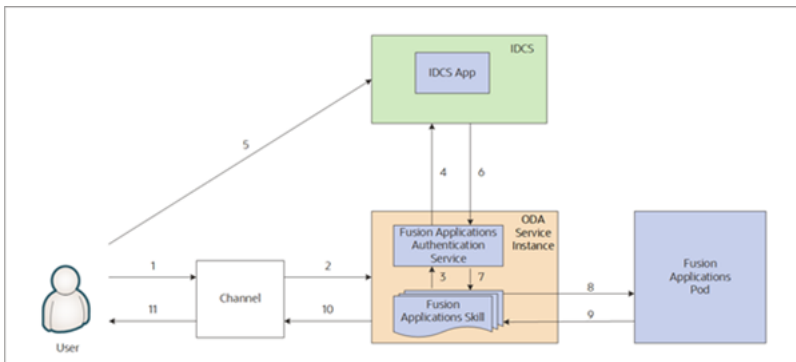 IDCS
IDCS App
5
4
6
ODA
Service
Instance
Fusion Applications
Authentication
Service
Fusion
Applications
Pod
1
2
3
7
8
Channel
Fusion
Applications Skill
11
10
9
User